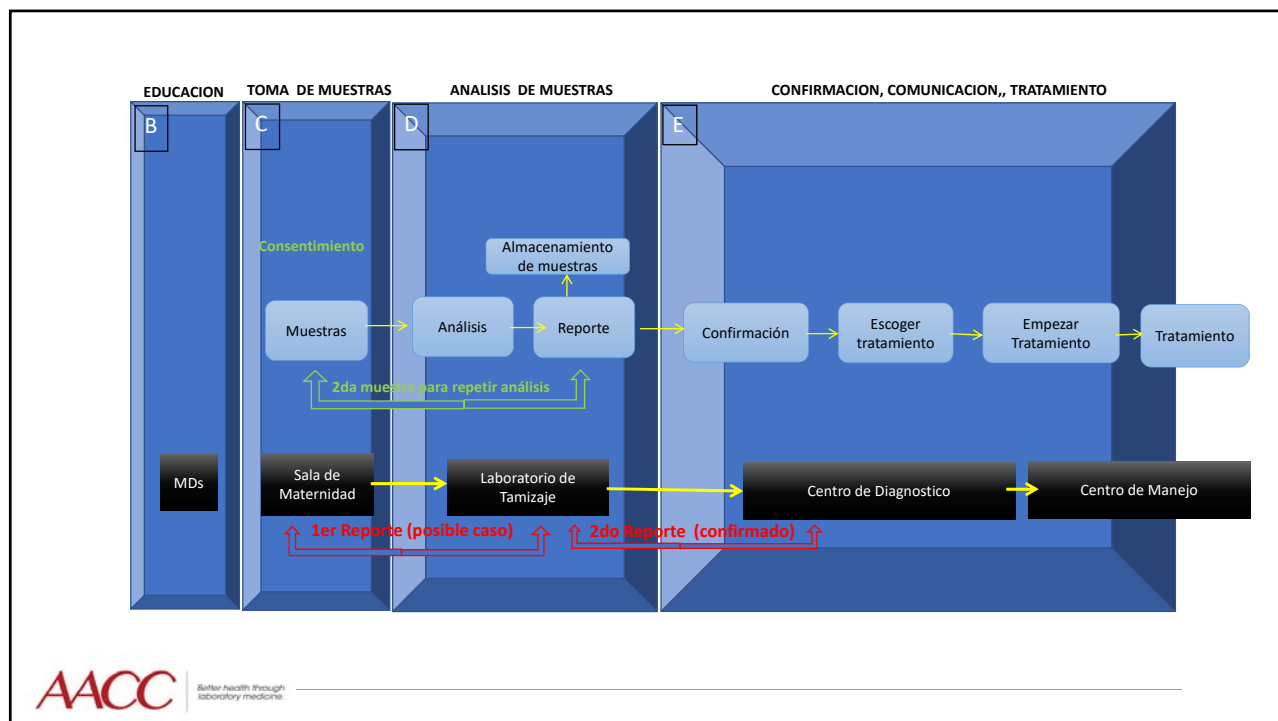 EDUCACION
TOMA DE MUESTRAS
ANALISIS DE MUESTRAS
CONFIRMACION, COMUNICACION,, TRATAMIENTO
B
C
D
E
Consentimiento
Almacenamiento
de muestras
Muestras
Análisis
Reporte
Confirmación
Escoger
tratamiento
Empezar
Tratamiento
Tratamiento
2da muestra para repetir análisis
MDs
Sala de
Maternidad
Laboratorio de
Tamizaje
Centro de Diagnostico
Centro de Manejo
1er Reporte (posible caso)
2do Reporte (confirmado)
AACC
Better health through
laboratory medicine.